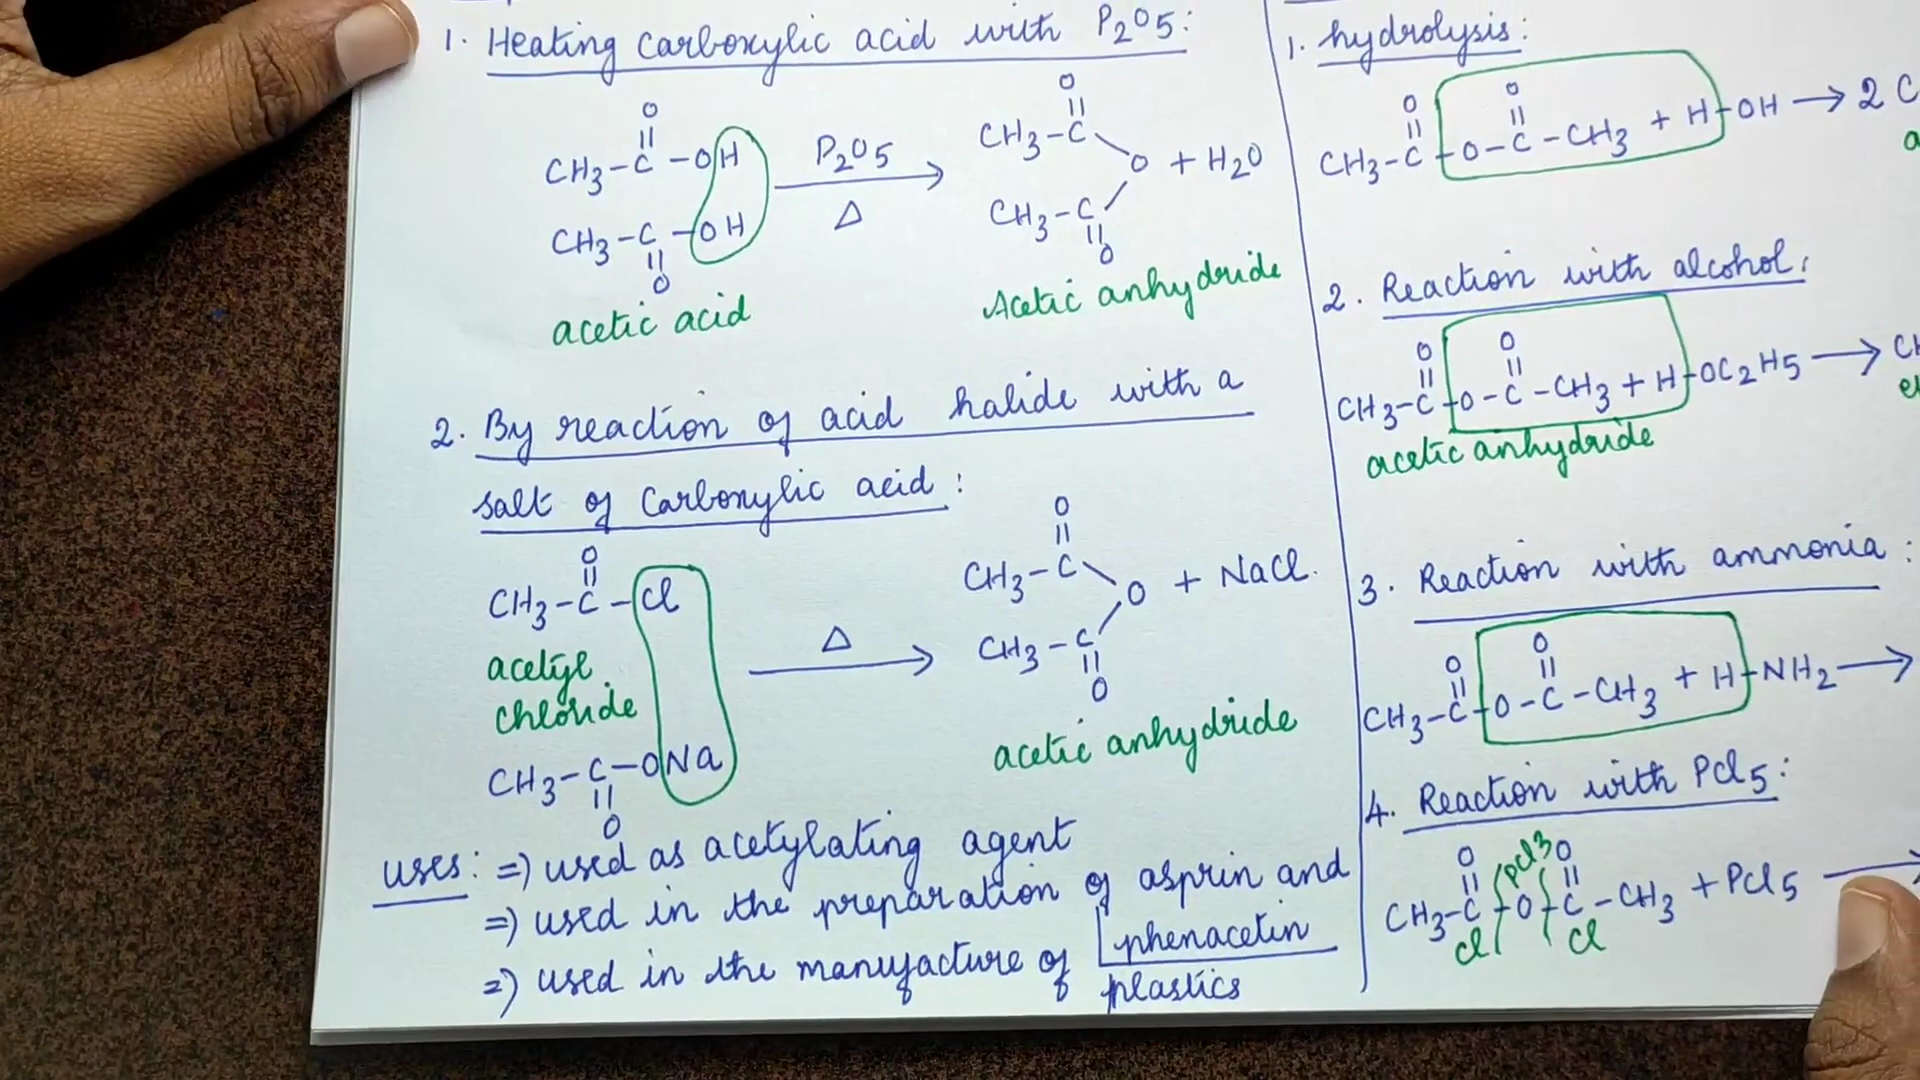 1. Heating carboxylic acid with P2O5:
O
||
CH3-C-OH
CH3-C-OH
||
O
P2O5
Δ
O
||
CH3-C
O + H2O
CH3-C
||
O
acetic acid
Acetic anhydride
2. By reaction of acid halide with a
salt of Carboxylic acid:
O
||
CH3-C-Cl
acetyl
chloride
CH3-C-ONa
||
O
Δ
O
||
CH3-C
O + NaCl.
CH3-C
||
O
acetic anhydride
uses: => used as acetylating agent
=> used in the preparation of asprin and
phenacetin
=> used in the manufacture of
plastics
1. hydrolysis:
O O
|| ||
CH3-C-O-C-CH3 + H-OH → 2 C
a
2. Reaction with alcohol:
O O
|| ||
CH3-C-O-C-CH3 + H-OC2H5 → CH
acetic anhydride
3. Reaction with ammonia:
O O
|| ||
CH3-C-O-C-CH3 + H-NH2 →
4. Reaction with PCl5:
O PCl3 O
|| ||
CH3-C-O-C-CH3 + PCl5 →
Cl Cl